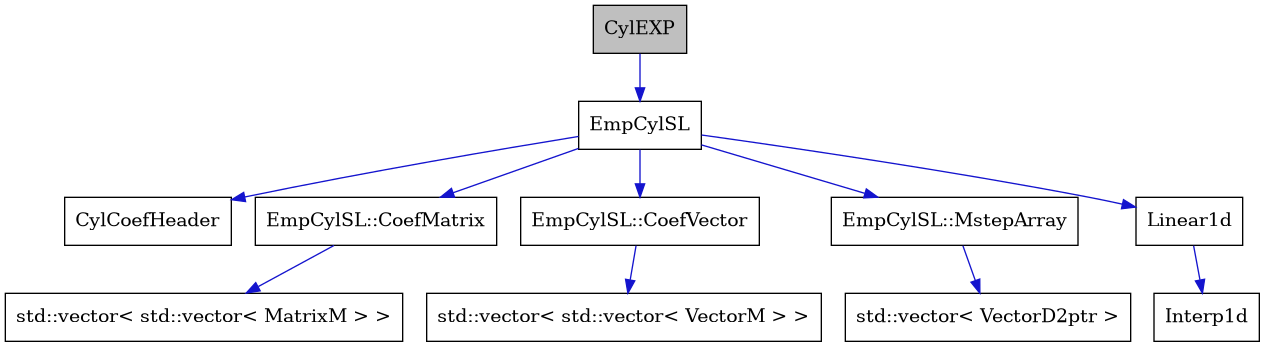 CylEXP
EmpCylSL
CylCoefHeader
EmpCylSL::CoefMatrix
EmpCylSL::CoefVector
EmpCylSL::MstepArray
Linear1d
std::vector< std::vector< MatrixM > >
std::vector< std::vector< VectorM > >
std::vector< VectorD2ptr >
Interp1d